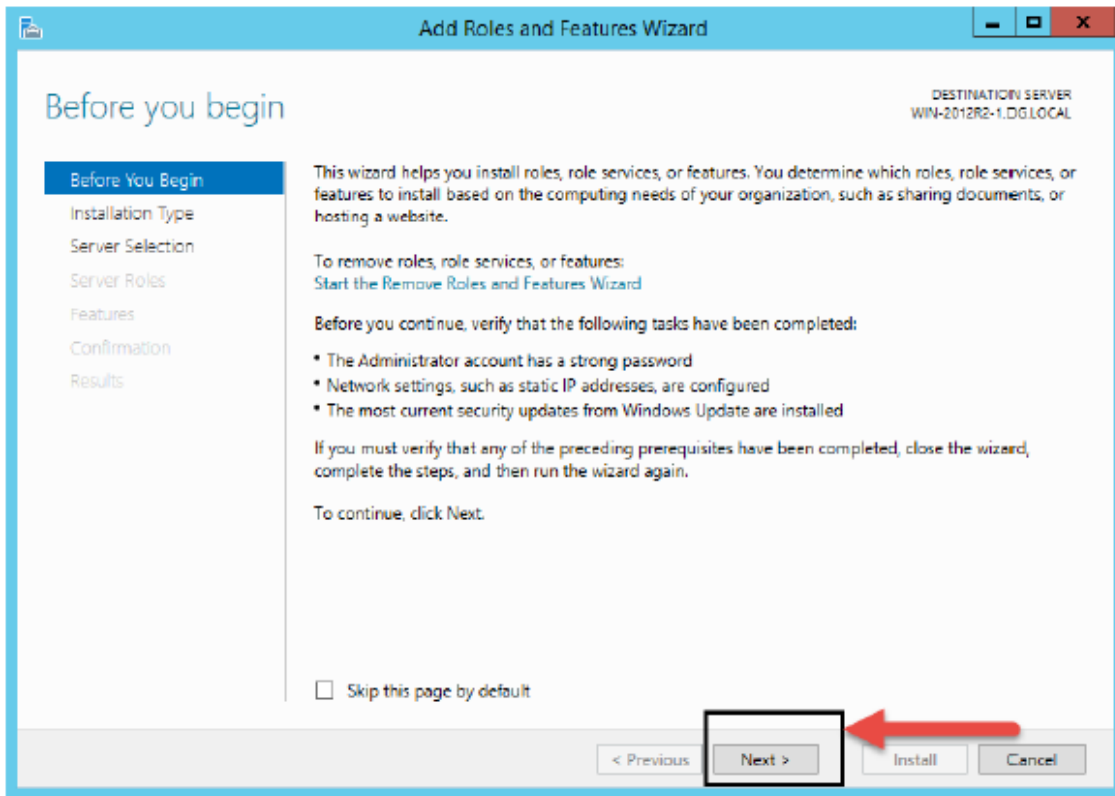 Add Roles and Features Wizard
Before you begin
DESTINATION SERVER
WIN-2012R2-1.DG.LOCAL
Before You Begin
Installation Type
Server Selection
Server Roles
Features
Confirmation
Results
This wizard helps you install roles, role services, or features. You determine which roles, role services, or
features to install based on the computing needs of your organization, such as sharing documents, or
hosting a website.
To remove roles, role services, or features:
Start the Remove Roles and Features Wizard
Before you continue, verify that the following tasks have been completed:
• The Administrator account has a strong password
• Network settings, such as static IP addresses, are configured
• The most current security updates from Windows Update are installed
If you must verify that any of the preceding prerequisites have been completed, close the wizard,
complete the steps, and then run the wizard again.
To continue, click Next.
Skip this page by default
< Previous
Next >
Install
Cancel